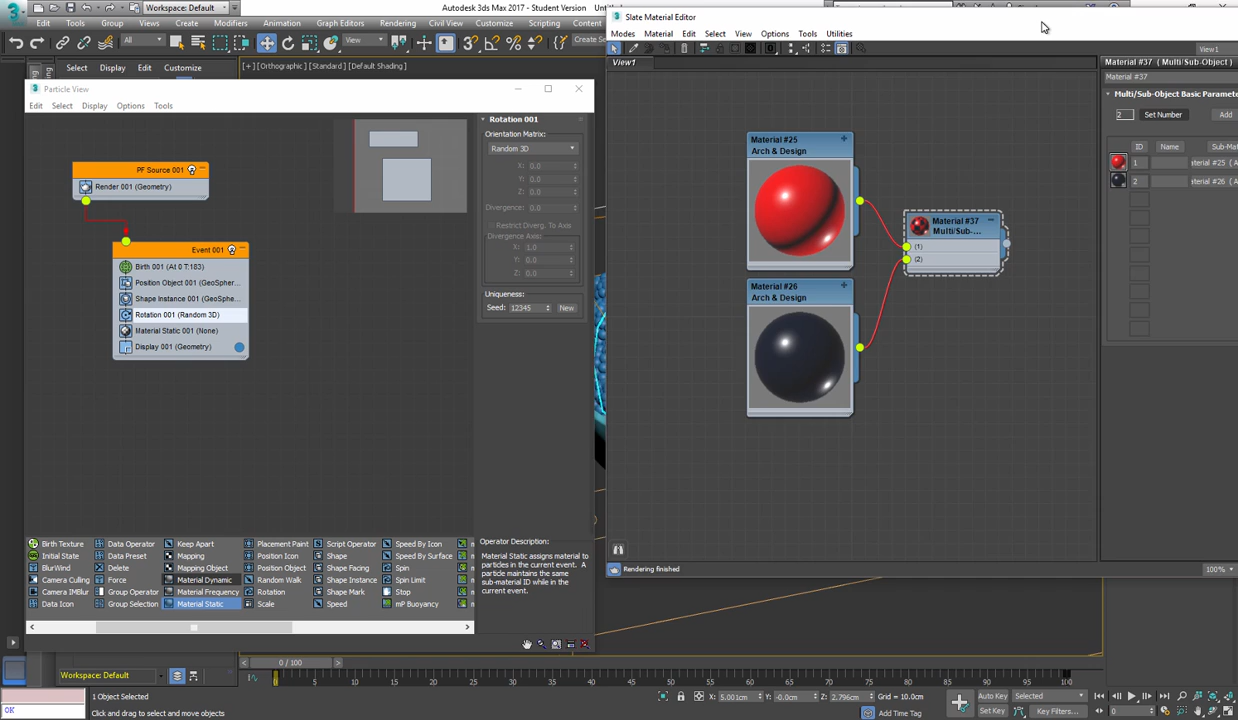 Workspace: Default
Autodesk 3ds Max 2017 - Student Version
Edit Tools Group Views Create Modifiers Animation Graph Editors Rendering Civil View Customize Scripting Content
All
View
Create Se
Select Display Edit Customize
[+] [Orthographic] [Standard] [Default Shading]
Particle View
Edit Select Display Options Tools
PF Source 001
Render 001 (Geometry)
Event 001
Birth 001 (At 0 T:183)
Position Object 001 (GeoSpher...
Shape Instance 001 (GeoSphe...
Rotation 001 (Random 3D)
Material Static 001 (None)
Display 001 (Geometry)
Rotation 001
Orientation Matrix:
Random 3D
X: 0.0
Y: 0.0
Z: 0.0
Divergence: 0.0
Restrict Diverg. To Axis
Divergence Axis:
X: 1.0
Y: 0.0
Z: 0.0
Uniqueness:
Seed: 12345 New
Birth Texture Data Operator Keep Apart Placement Paint Script Operator Speed By Icon
Initial State Data Preset Mapping Position Icon Shape Speed By Surface
BlurWind Delete Mapping Object Position Object Shape Facing Spin
Camera Culling Force Material Dynamic Random Walk Shape Instance Spin Limit
Camera IMBlur Group Operator Material Frequency Rotation Shape Mark Stop
Data Icon Group Selection Material Static Scale Speed mP Buoyancy
Operator Description:
Material Static assigns material to
particles in the current event. A
particle maintains the same
sub-material ID while in the
current event.
Slate Material Editor
Modes Material Edit Select View Options Tools Utilities
View1
View1
Material #25
Arch & Design
Material #26
Arch & Design
Material #37
Multi/Sub-...
(1)
(2)
Material #37 ( Multi/Sub-Object )
Material #37
Multi/Sub-Object Basic Paramete
2 Set Number Add
ID Name Sub-Ma
1 aterial #25 ( A
2 aterial #26 ( A
Rendering finished
100%
Workspace: Default
0 / 100
0 5 10 15 20 25 30 35 40 45 50 55 60 65 70 75 80 85 90 95 100
1 Object Selected
X: 5.001cm Y: -0.0cm Z: 2.796cm Grid = 10.0cm
Auto Key Selected
OK
Click and drag to select and move objects
Add Time Tag
Set Key Key Filters...
0